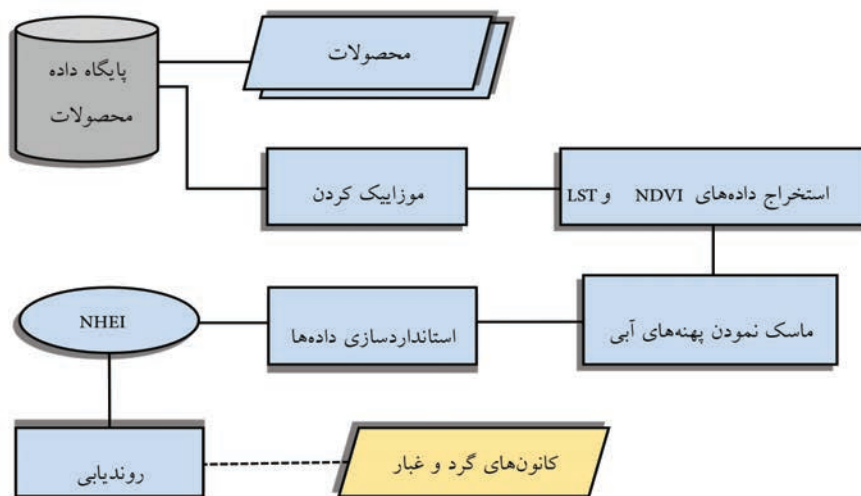 پایگاه داده
محصولات
محصولات
موزاییک کردن
استخراج داده‌های NDVI و LST
ماسک نمودن پهنه‌های آبی
استانداردسازی داده‌ها
NHEI
روندیابی
کانون‌های گرد و غبار